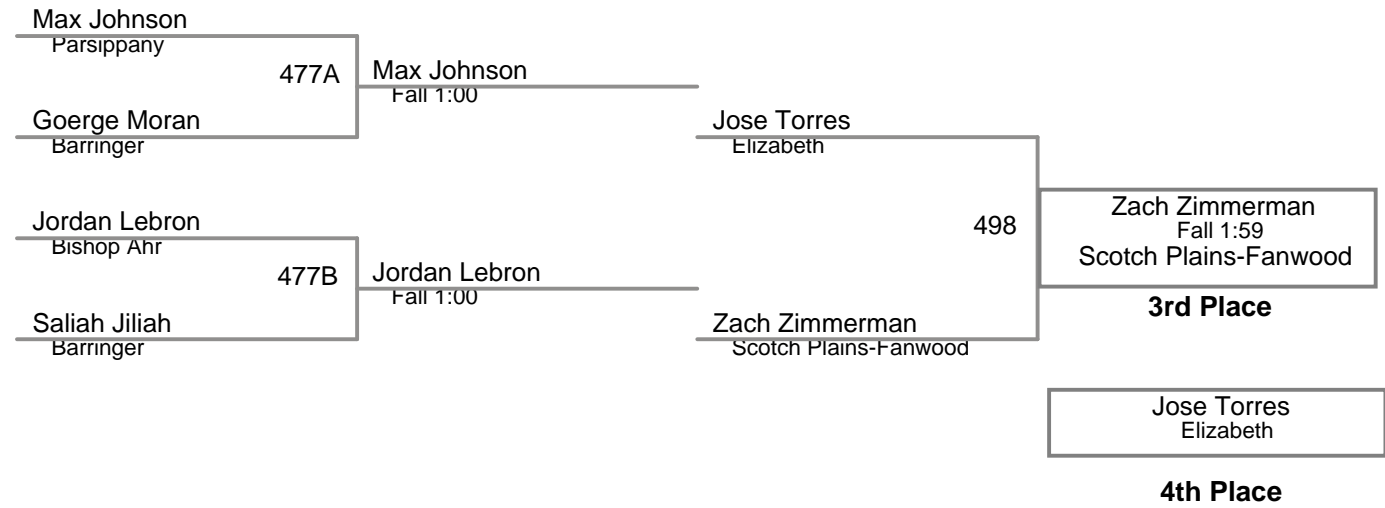 Max Johnson
Parsippany
477A
Max Johnson
Fall 1:00
Goerge Moran
Barringer
Jose Torres
Elizabeth
Jordan Lebron
Bishop Ahr
477B
Jordan Lebron
Fall 1:00
Saliah Jiliah
Barringer
Zach Zimmerman
Scotch Plains-Fanwood
498
Zach Zimmerman
Fall 1:59
Scotch Plains-Fanwood
3rd Place
Jose Torres
Elizabeth
4th Place